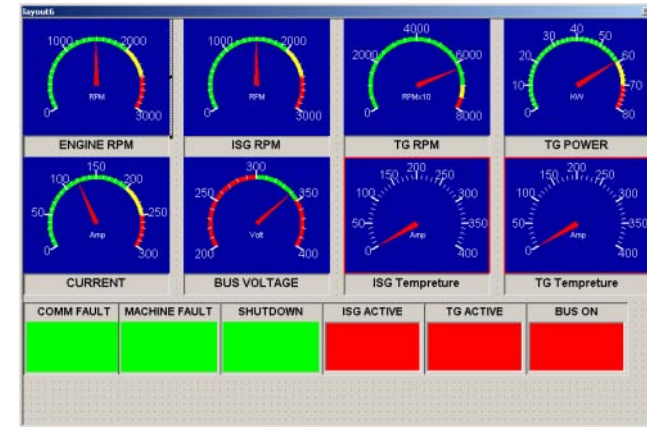 layout6
1000 2000
0 RPM 3000
ENGINE RPM
1000 2000
0 RPM 3000
ISG RPM
4000
2000 6000
0 RPMx10 8000
TG RPM
30 40 50
20 60
10 70
0 KW 80
TG POWER
150
100 200
50 250
0 Amp 300
CURRENT
300
250 350
200 Volt 400
BUS VOLTAGE
150 200 250
100 300
50 350
0 Amp 400
ISG Tempreture
150 200 250
100 300
50 350
0 Amp 400
TG Tempreture
COMM FAULT MACHINE FAULT SHUTDOWN ISG ACTIVE TG ACTIVE BUS ON